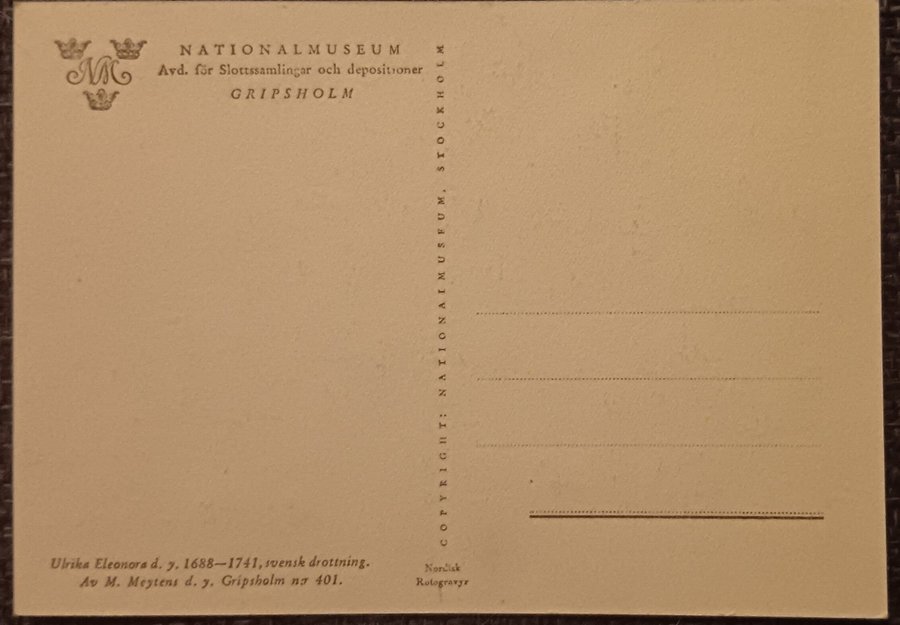 NM
NATIONALMUSEUM
Avd. för Slottssamlingar och depositioner
GRIPSHOLM
COPYRIGHT: NATIONALMUSEUM, STOCKHOLM
Ulrika Eleonora d. y. 1688—1741, svensk drottning.
Av M. Meytens d. y. Gripsholm n:r 401.
Nordisk
Rotogravyr